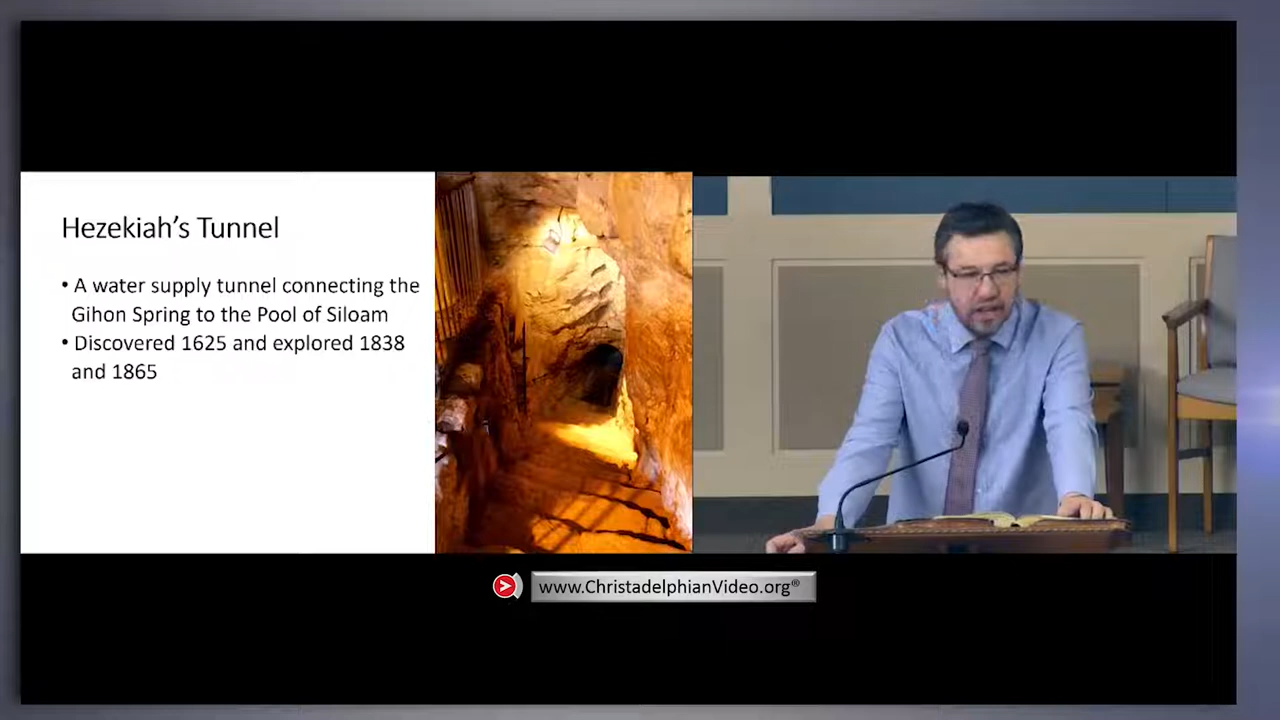 Hezekiah's Tunnel
• A water supply tunnel connecting the
Gihon Spring to the Pool of Siloam
• Discovered 1625 and explored 1838
and 1865
www.ChristadelphianVideo.org®